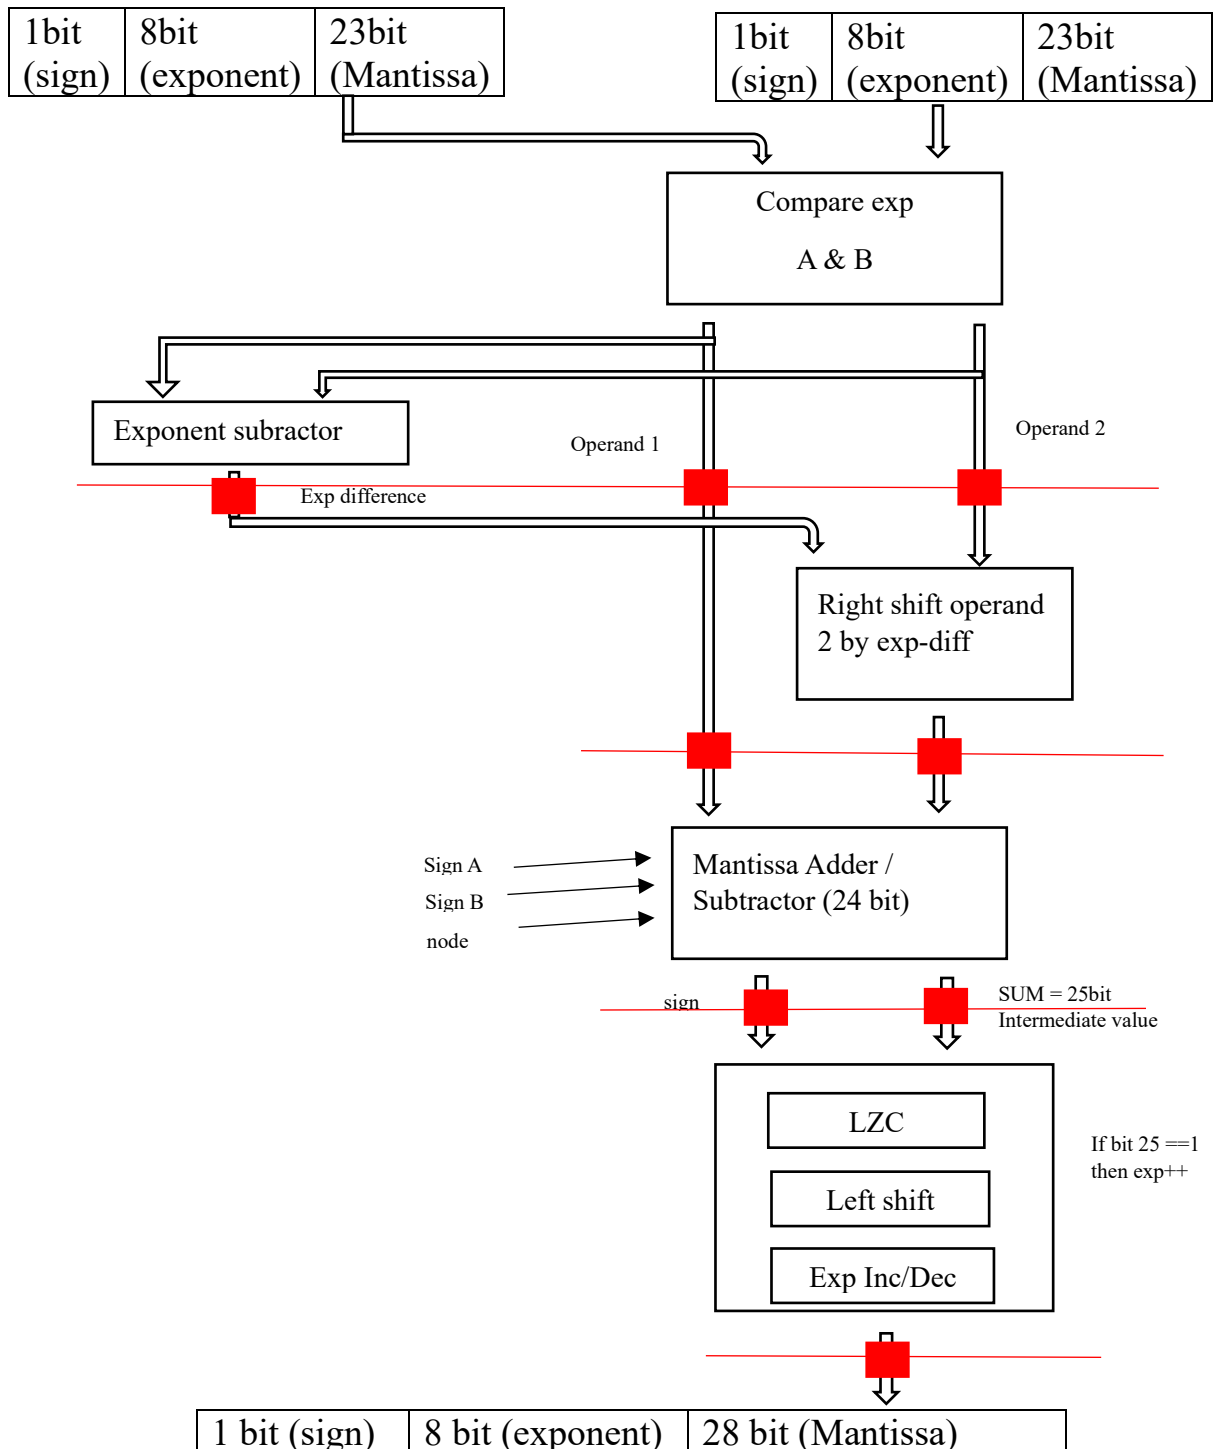 1bit 8bit 23bit
(sign) (exponent) (Mantissa)
1bit 8bit 23bit
(sign) (exponent) (Mantissa)
Compare exp
A & B
Exponent subractor
Operand 1
Operand 2
Exp difference
Right shift operand
2 by exp-diff
Sign A
Sign B
node
Mantissa Adder /
Subtractor (24 bit)
sign
SUM = 25bit
Intermediate value
LZC
Left shift
Exp Inc/Dec
If bit 25 ==1
then exp++
1 bit (sign) 8 bit (exponent) 28 bit (Mantissa)